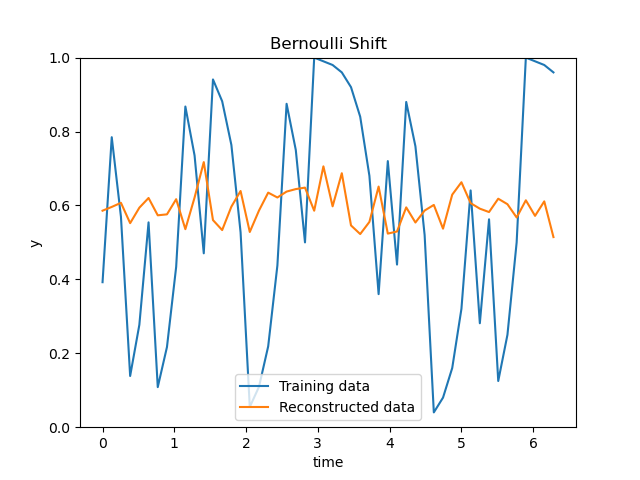 Bernoulli Shift
y
1.0
0.8
0.6
0.4
0.2
0.0
Training data
Reconstructed data
0 1 2 3 4 5 6
time